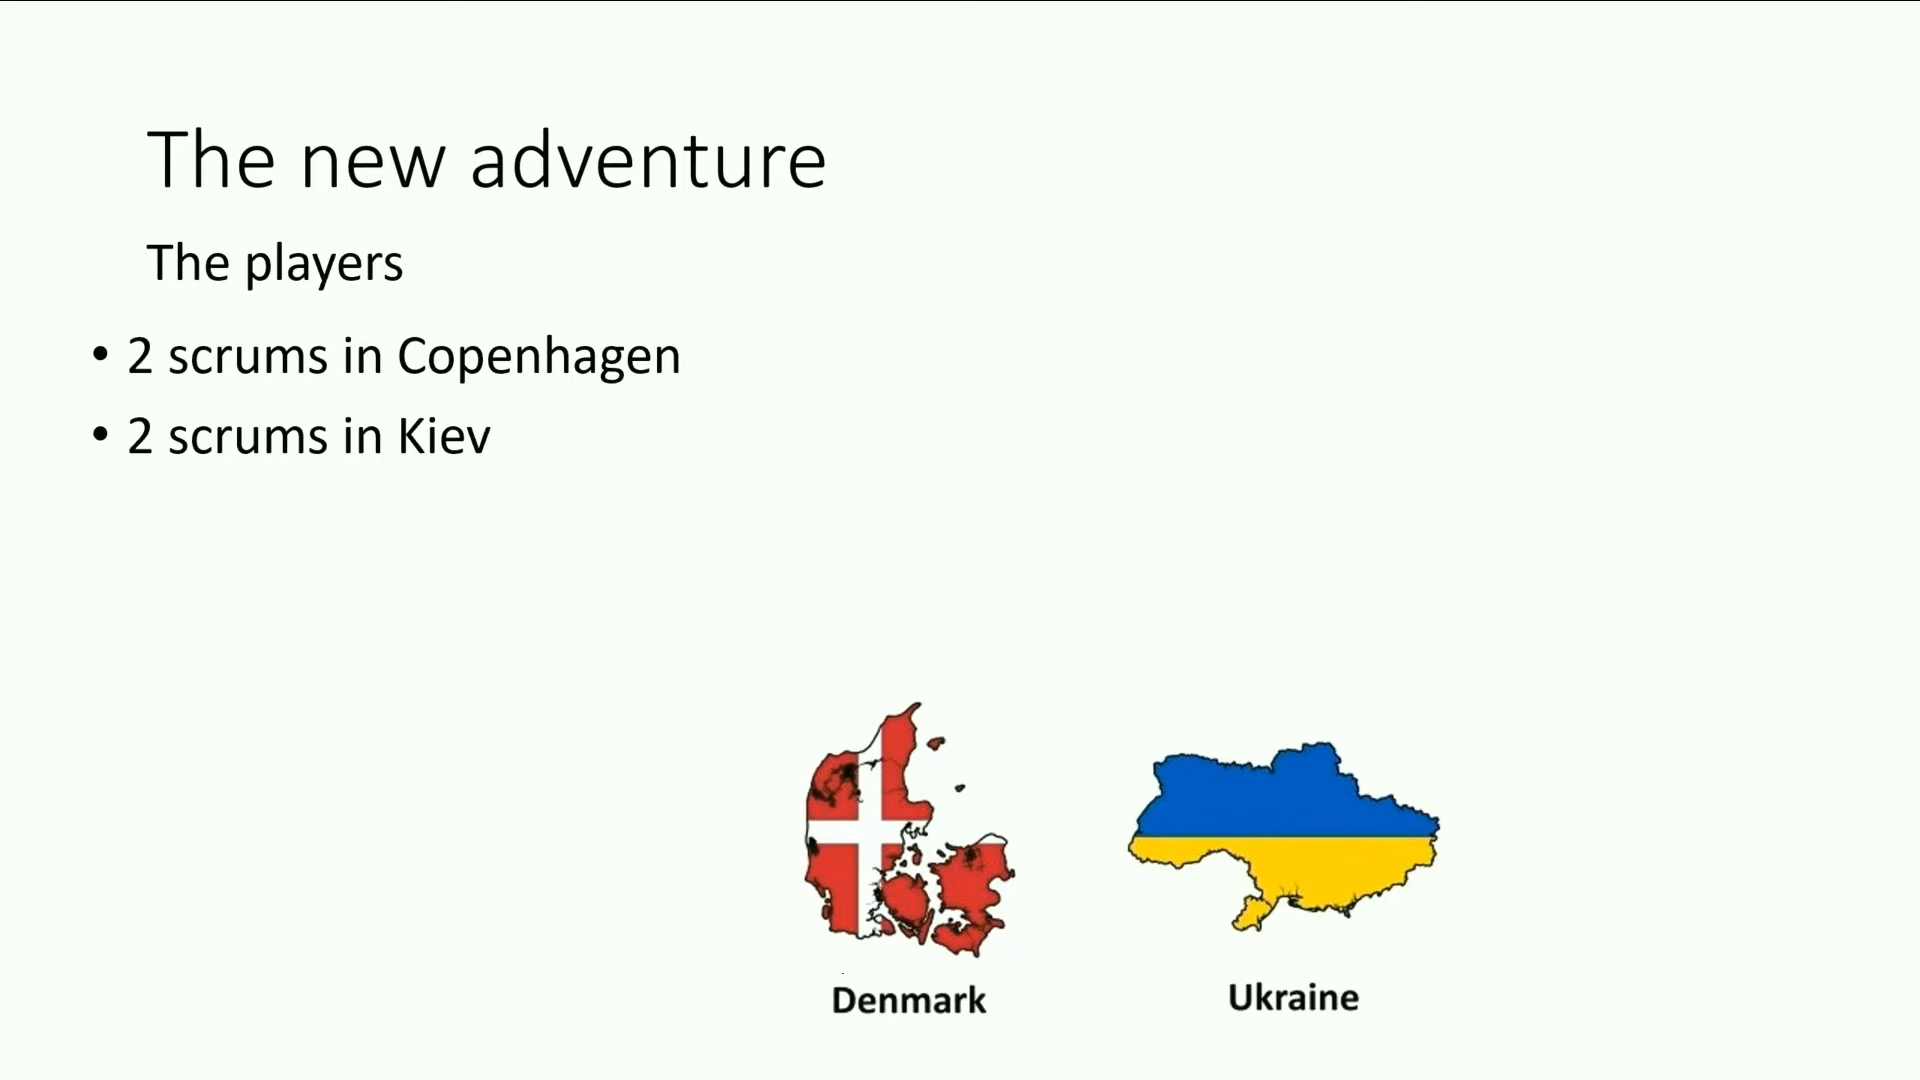 The new adventure
The players
• 2 scrums in Copenhagen
• 2 scrums in Kiev
Denmark
Ukraine